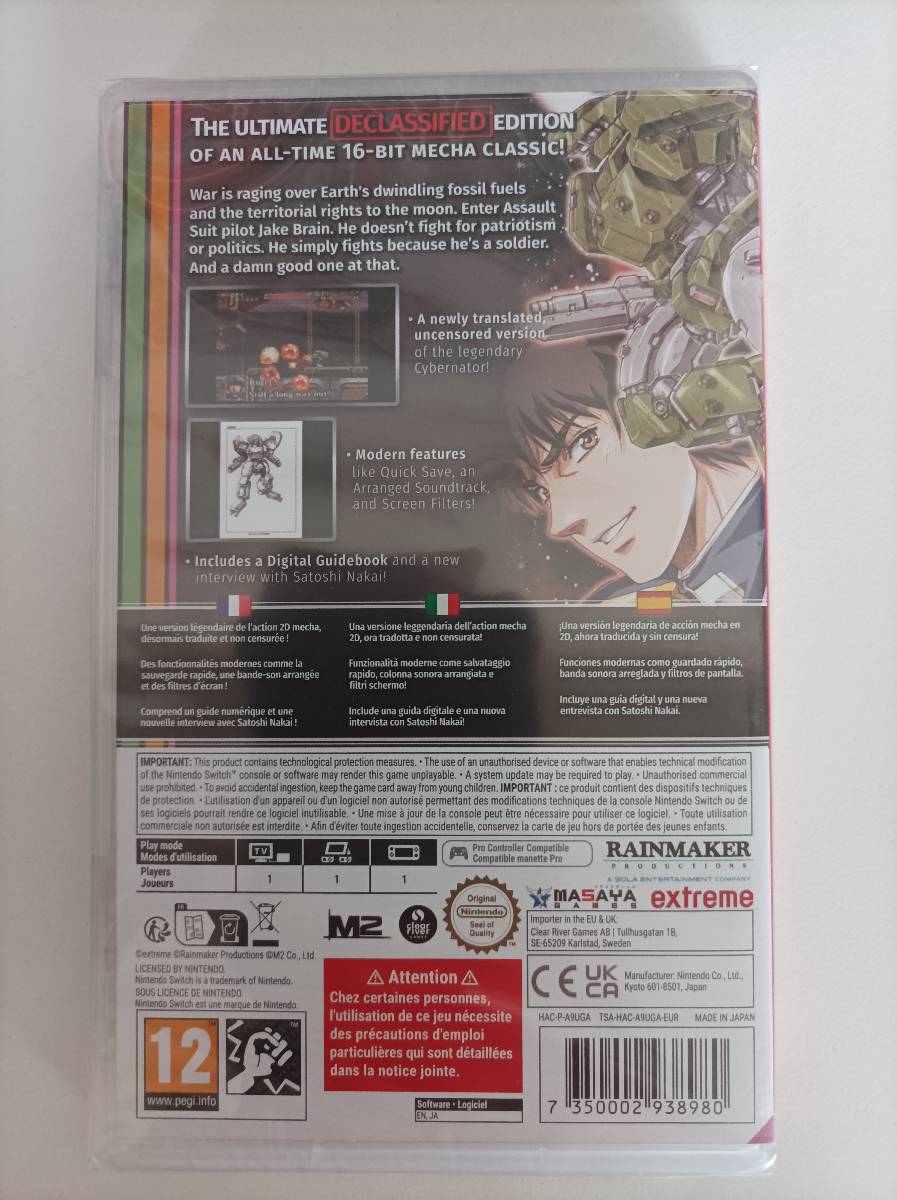 THE ULTIMATE DECLASSIFIED EDITION
OF AN ALL-TIME 16-BIT MECHA CLASSIC!
War is raging over Earth's dwindling fossil fuels
and the territorial rights to the moon. Enter Assault
Suit pilot Jake Brain. He doesn't fight for patriotism
or politics. He simply fights because he's a soldier.
And a damn good one at that.
Still a long way out!
• A newly translated,
uncensored version
of the legendary
Cybernator!
• Modern features
like Quick Save, an
Arranged Soundtrack,
and Screen Filters!
• Includes a Digital Guidebook and a new
interview with Satoshi Nakai!
Une version légendaire de l'action 2D mecha,
désormais traduite et non censurée !
Des fonctionnalités modernes comme la
sauvegarde rapide, une bande-son arrangée
et des filtres d'écran !
Comprend un guide numérique et une
nouvelle interview avec Satoshi Nakai !
Una versione leggendaria dell'action mecha
2D, ora tradotta e non censurata!
Funzionalità moderne come salvataggio
rapido, colonna sonora arrangiata e
filtri schermo!
Include una guida digitale e una nuova
intervista con Satoshi Nakai!
¡Una versión legendaria de acción mecha en
2D, ahora traducida y sin censura!
Funciones modernas como guardado rápido,
banda sonora arreglada y filtros de pantalla.
Incluye una guía digital y una nueva
entrevista con Satoshi Nakai.
IMPORTANT: This product contains technological protection measures. • The use of an unauthorised device or software that enables technical modification
of the Nintendo Switch™ console or software may render this game unplayable. • A system update may be required to play. • Unauthorised commercial
use prohibited. • To avoid accidental ingestion, keep the game card away from young children. IMPORTANT : ce produit contient des dispositifs techniques
de protection. • L'utilisation d'un appareil ou d'un logiciel non autorisé permettant des modifications techniques de la console Nintendo Switch ou de
ses logiciels pourrait rendre ce logiciel inutilisable. • Une mise à jour de la console peut être nécessaire pour utiliser ce logiciel. • Toute utilisation
commerciale non autorisée est interdite. • Afin d'éviter toute ingestion accidentelle, conservez la carte de jeu hors de portée des jeunes enfants.
Play mode
Modes d'utilisation
TV
Players
Joueurs
1 1 1
Pro Controller Compatible
Compatible manette Pro
RAINMAKER
PRODUCTIONS
A GOLA ENTERTAINMENT COMPANY
MASAYA
GAMES
extreme
FR
M2
clear
river
GAMES
Original
Nintendo
Seal of
Quality
TM
Importer in the EU & UK:
Clear River Games AB | Tullhusgatan 1B,
SE-65209 Karlstad, Sweden
©extreme ©Rainmaker Productions ©M2 Co., Ltd.
LICENSED BY NINTENDO.
Nintendo Switch is a trademark of Nintendo.
SOUS LICENCE DE NINTENDO.
Nintendo Switch est une marque de Nintendo.
CE UK
CA
Manufacturer: Nintendo Co., Ltd.,
Kyoto 601-8501, Japan
HAC-P-A9UGA TSA-HAC-A9UGA-EUR MADE IN JAPAN
12
www.pegi.info
⚠ Attention ⚠
Chez certaines personnes,
l'utilisation de ce jeu nécessite
des précautions d'emploi
particulières qui sont détaillées
dans la notice jointe.
Software • Logiciel
EN, JA
7 350002 938980